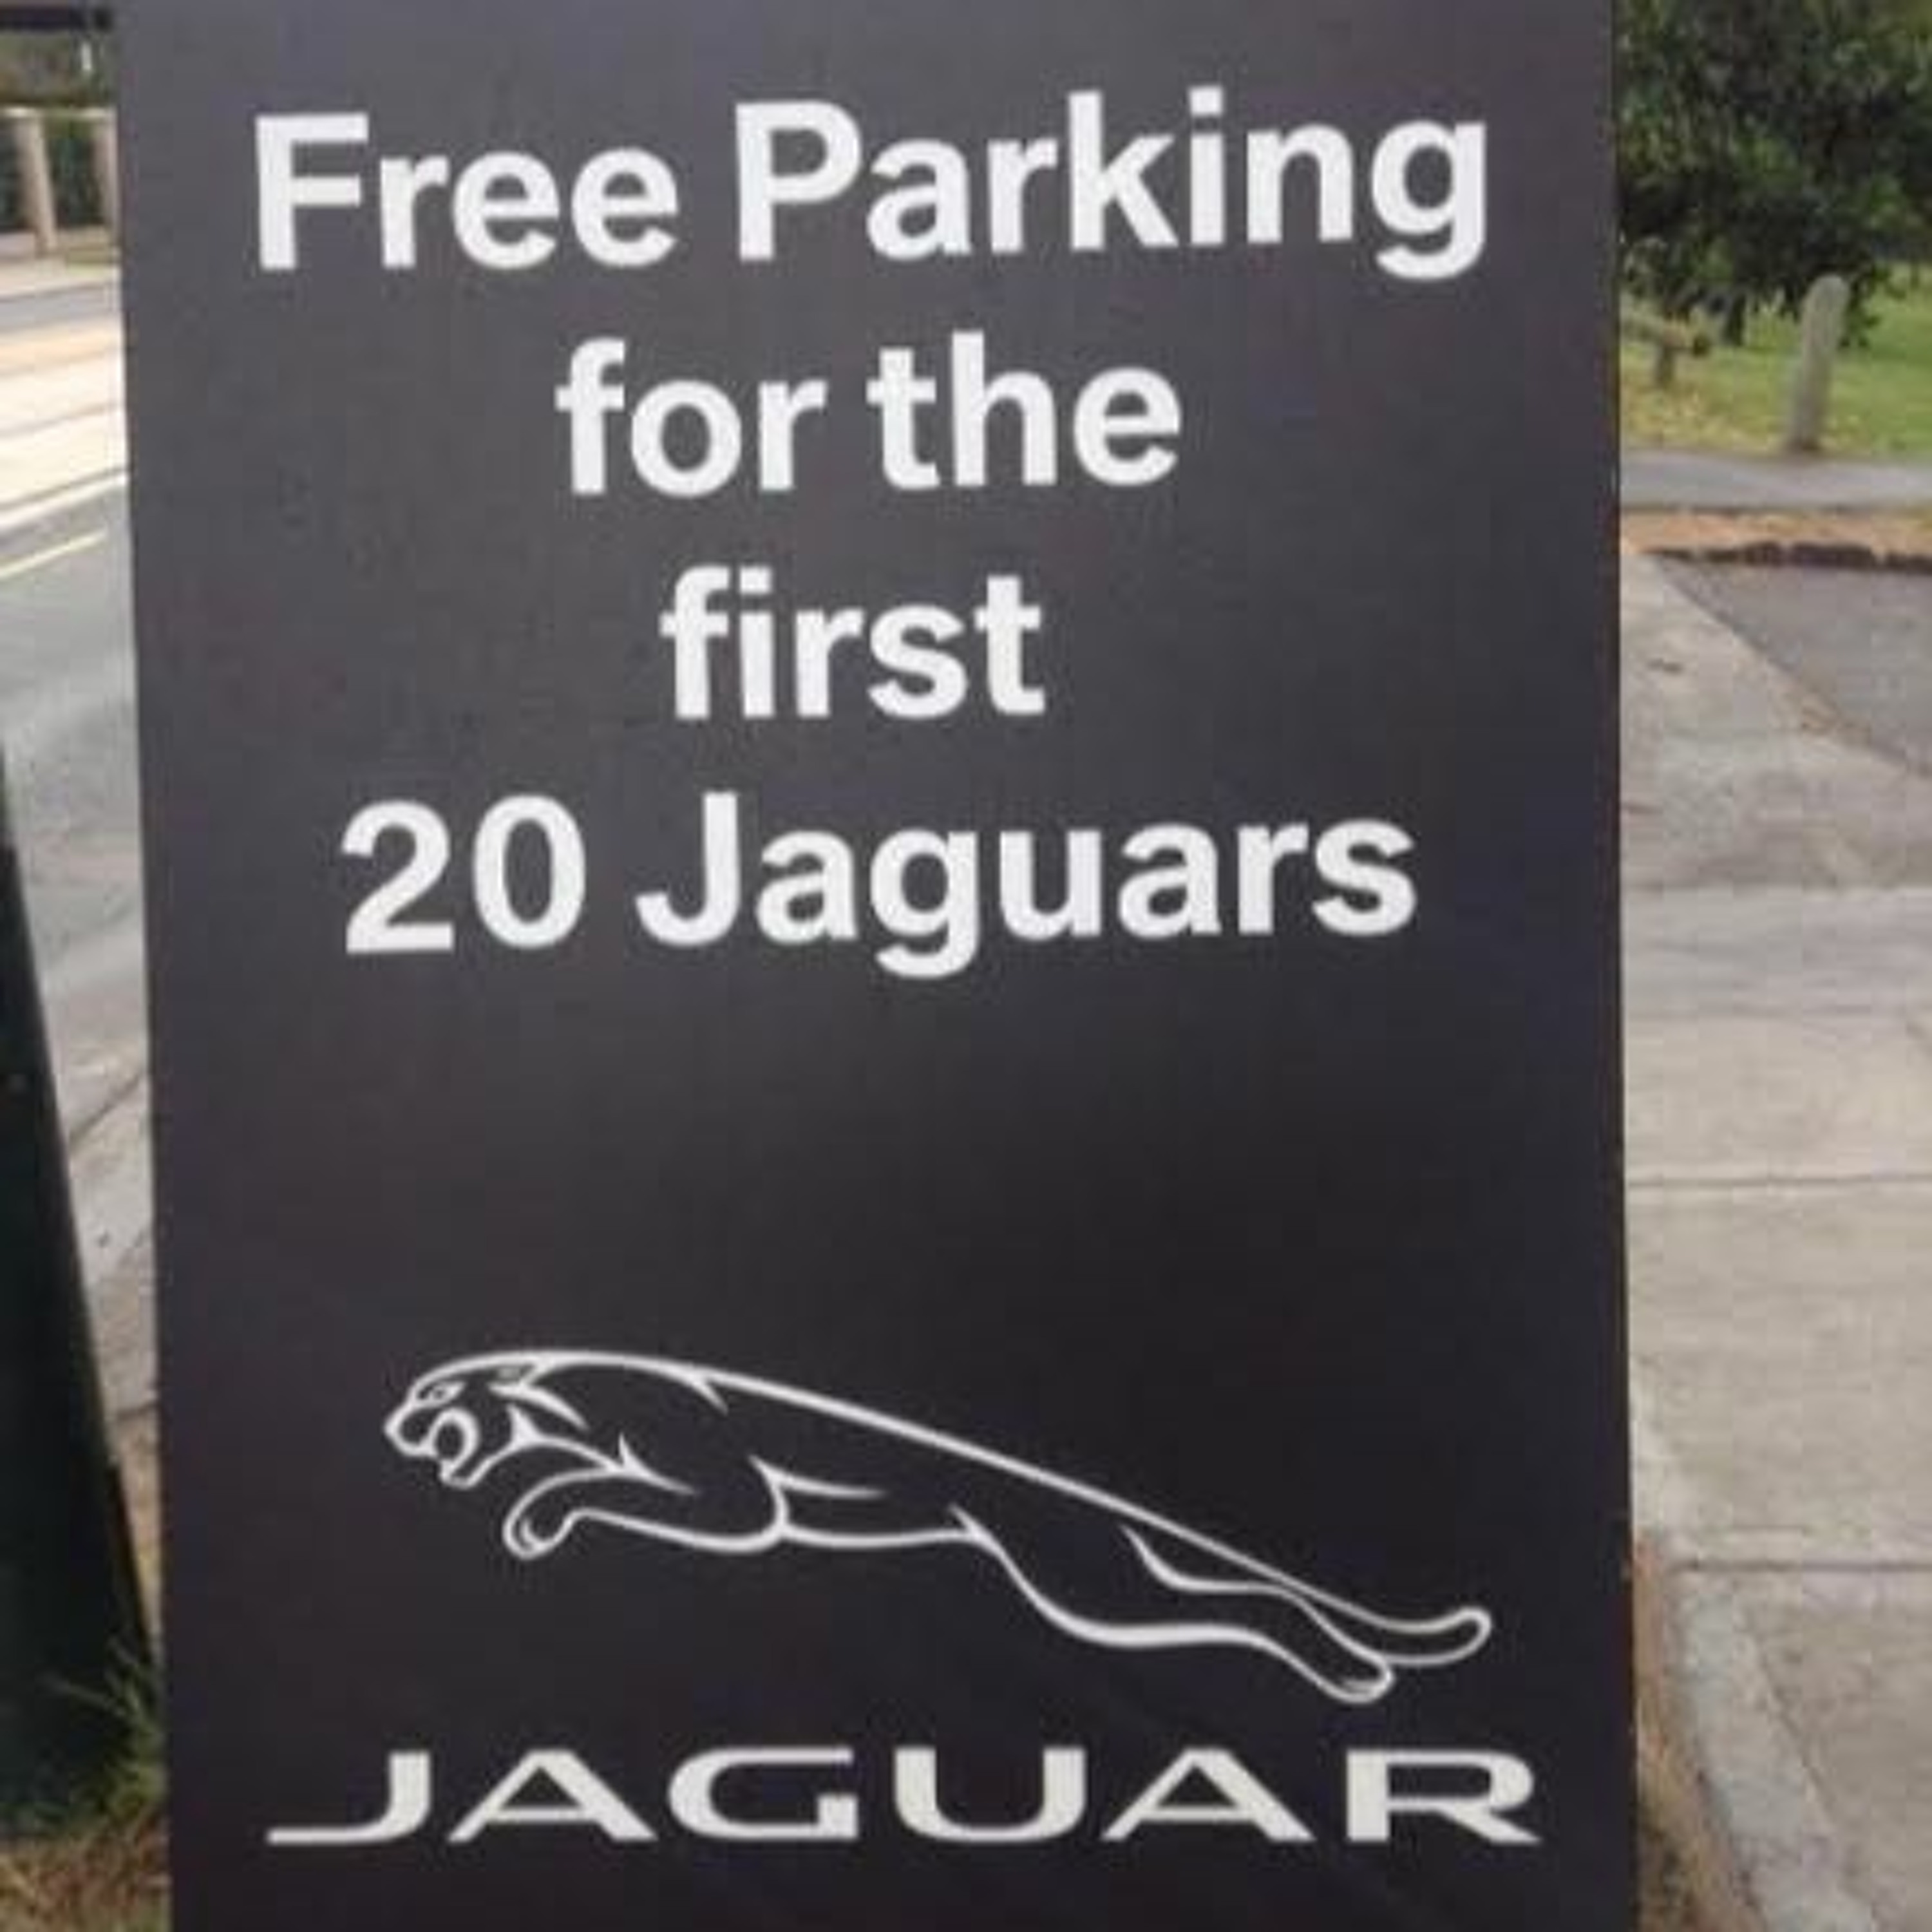 Free Parking
for the
first
20 Jaguars
JAGUAR